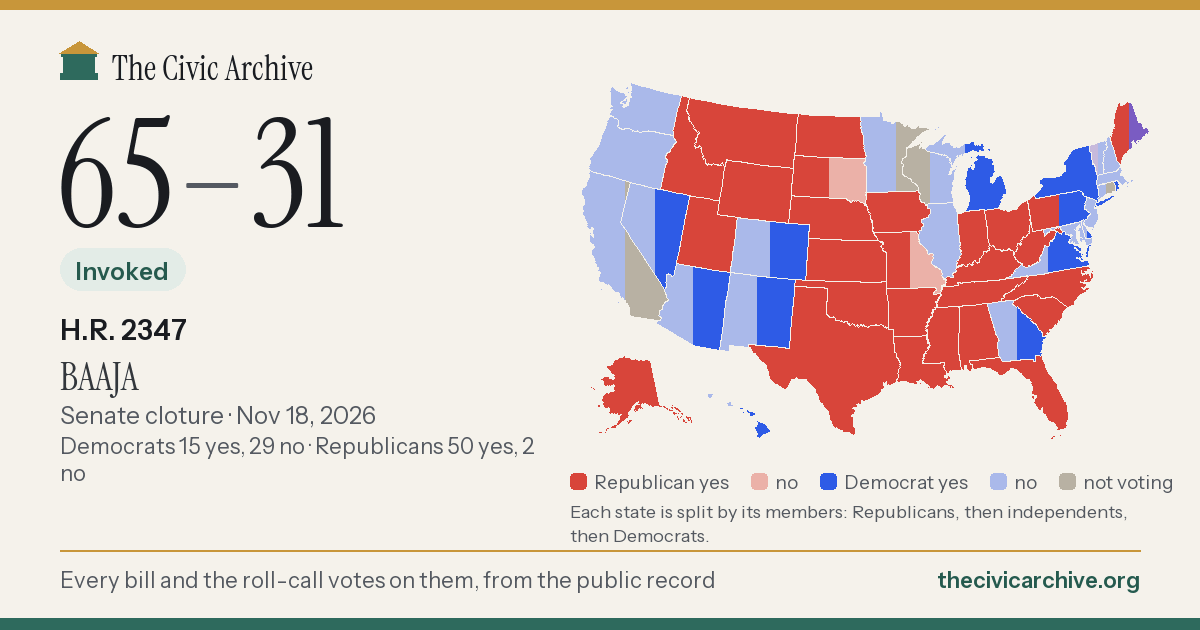 The Civic Archive
65–31
Invoked
H.R. 2347
BAAJA
Senate cloture · Nov 18, 2026
Democrats 15 yes, 29 no · Republicans 50 yes, 2
no
Republican yes no Democrat yes no not voting
Each state is split by its members: Republicans, then independents,
then Democrats.
Every bill and the roll-call votes on them, from the public record
thecivicarchive.org